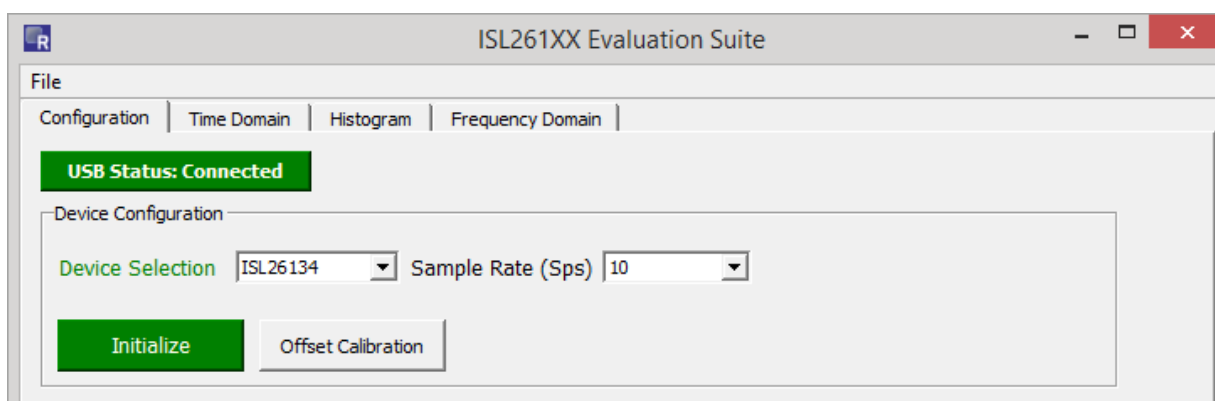 R
ISL261XX Evaluation Suite
File
Configuration Time Domain Histogram Frequency Domain
USB Status: Connected
Device Configuration
Device Selection ISL26134 Sample Rate (Sps) 10
Initialize Offset Calibration